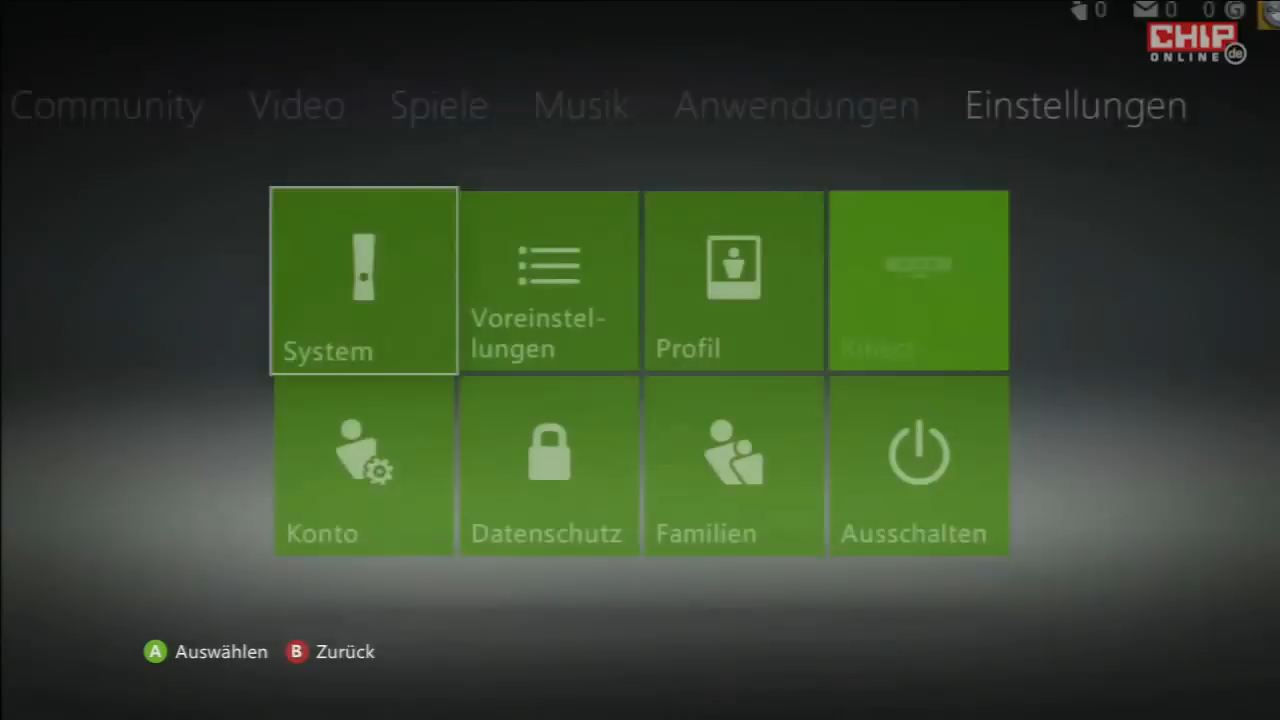 0 0 0 G
CHIP
ONLINE de
Community Video Spiele Musik Anwendungen Einstellungen
System
Voreinstel-
lungen
Profil
Kinect
Konto
Datenschutz
Familien
Ausschalten
A Auswählen B Zurück